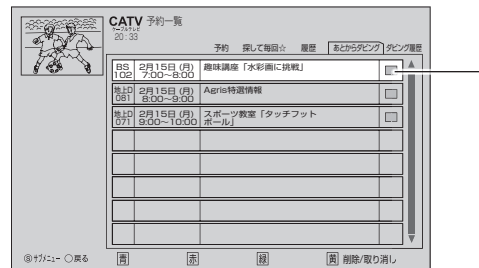 CATV 予約一覧
ケーブルテレビ
20:33
予約 探して毎回☆ 履歴 あとからダビング ダビング履歴
BS 102 2月15日(月) 7:00~8:00 趣味講座「水彩画に挑戦」
地上D 081 2月15日(月) 8:00~9:00 Agris特選情報
地上D 071 2月15日(月) 9:00~10:00 スポーツ教室「タッチフット
ボール」
Ⓢサブメニュー ○戻る 青 赤 緑 黄 削除/取り消し